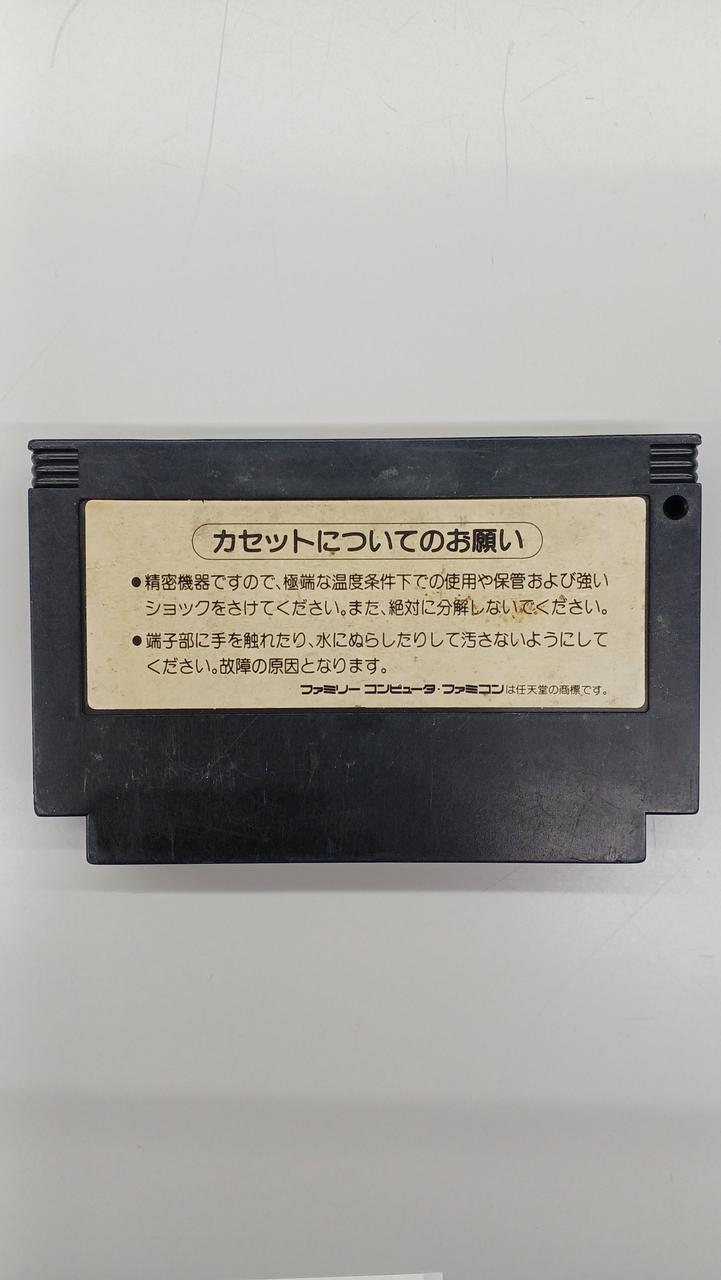 カセットについてのお願い
●精密機器ですので、極端な温度条件下での使用や保管および強い
ショックをさけてください。また、絶対に分解しないでください。
●端子部に手を触れたり、水にぬらしたりして汚さないようにして
ください。故障の原因となります。
ファミリー コンピュータ・ファミコンは任天堂の商標です。